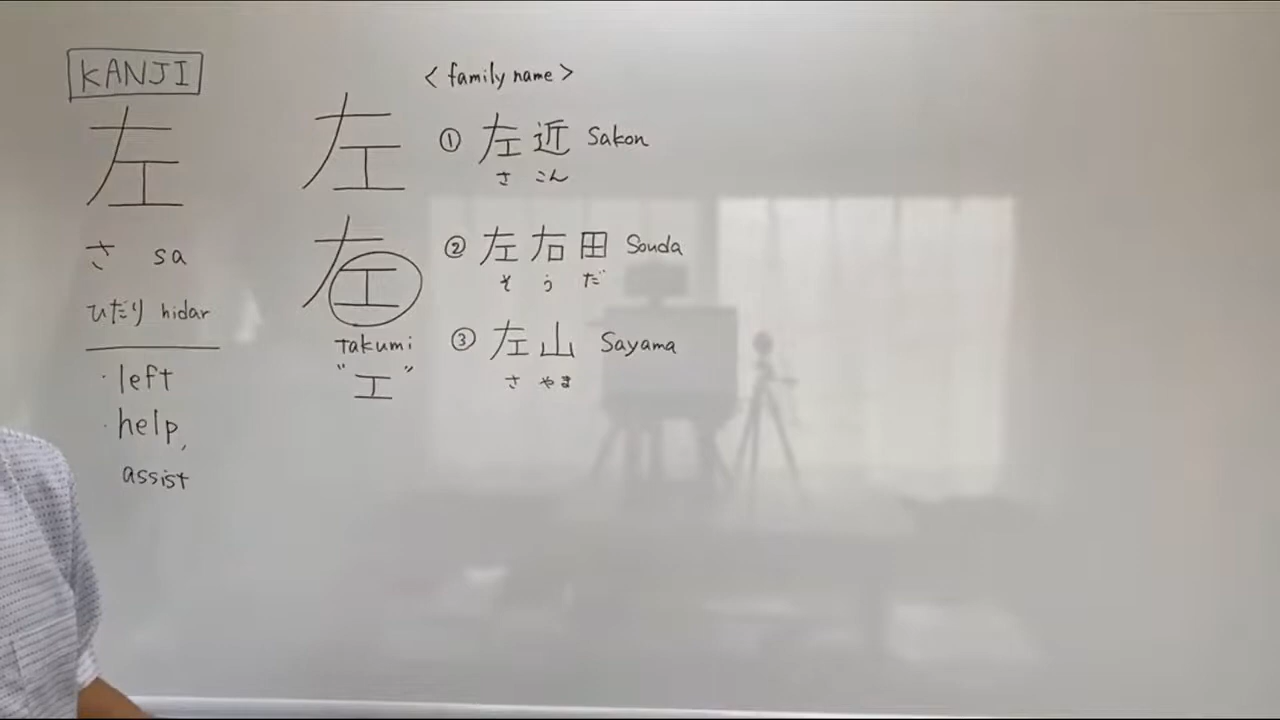 KANJI
左
さ sa
ひだり hidari
・left
・help,
assist
左
左
Takumi
"工"
<family name>
① 左近 Sakon
さ こん
② 左右田 Souda
そ う だ
③ 左山 Sayama
さ やま